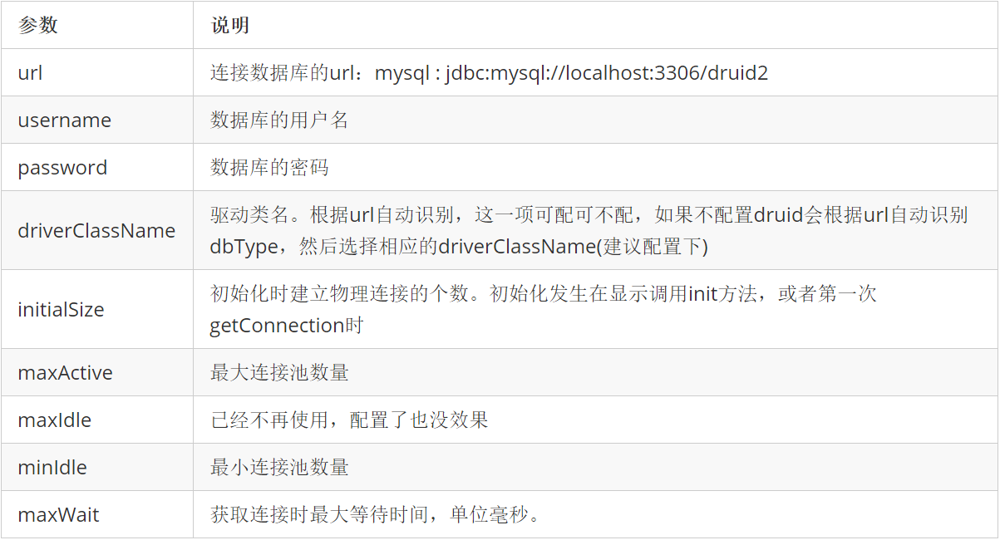 参数 说明
url 连接数据库的url：mysql : jdbc:mysql://localhost:3306/druid2
username 数据库的用户名
password 数据库的密码
driverClassName 驱动类名。根据url自动识别，这一项可配可不配，如果不配置druid会根据url自动识别
dbType，然后选择相应的driverClassName(建议配置下)
initialSize 初始化时建立物理连接的个数。初始化发生在显示调用init方法，或者第一次
getConnection时
maxActive 最大连接池数量
maxIdle 已经不再使用，配置了也没效果
minIdle 最小连接池数量
maxWait 获取连接时最大等待时间，单位毫秒。